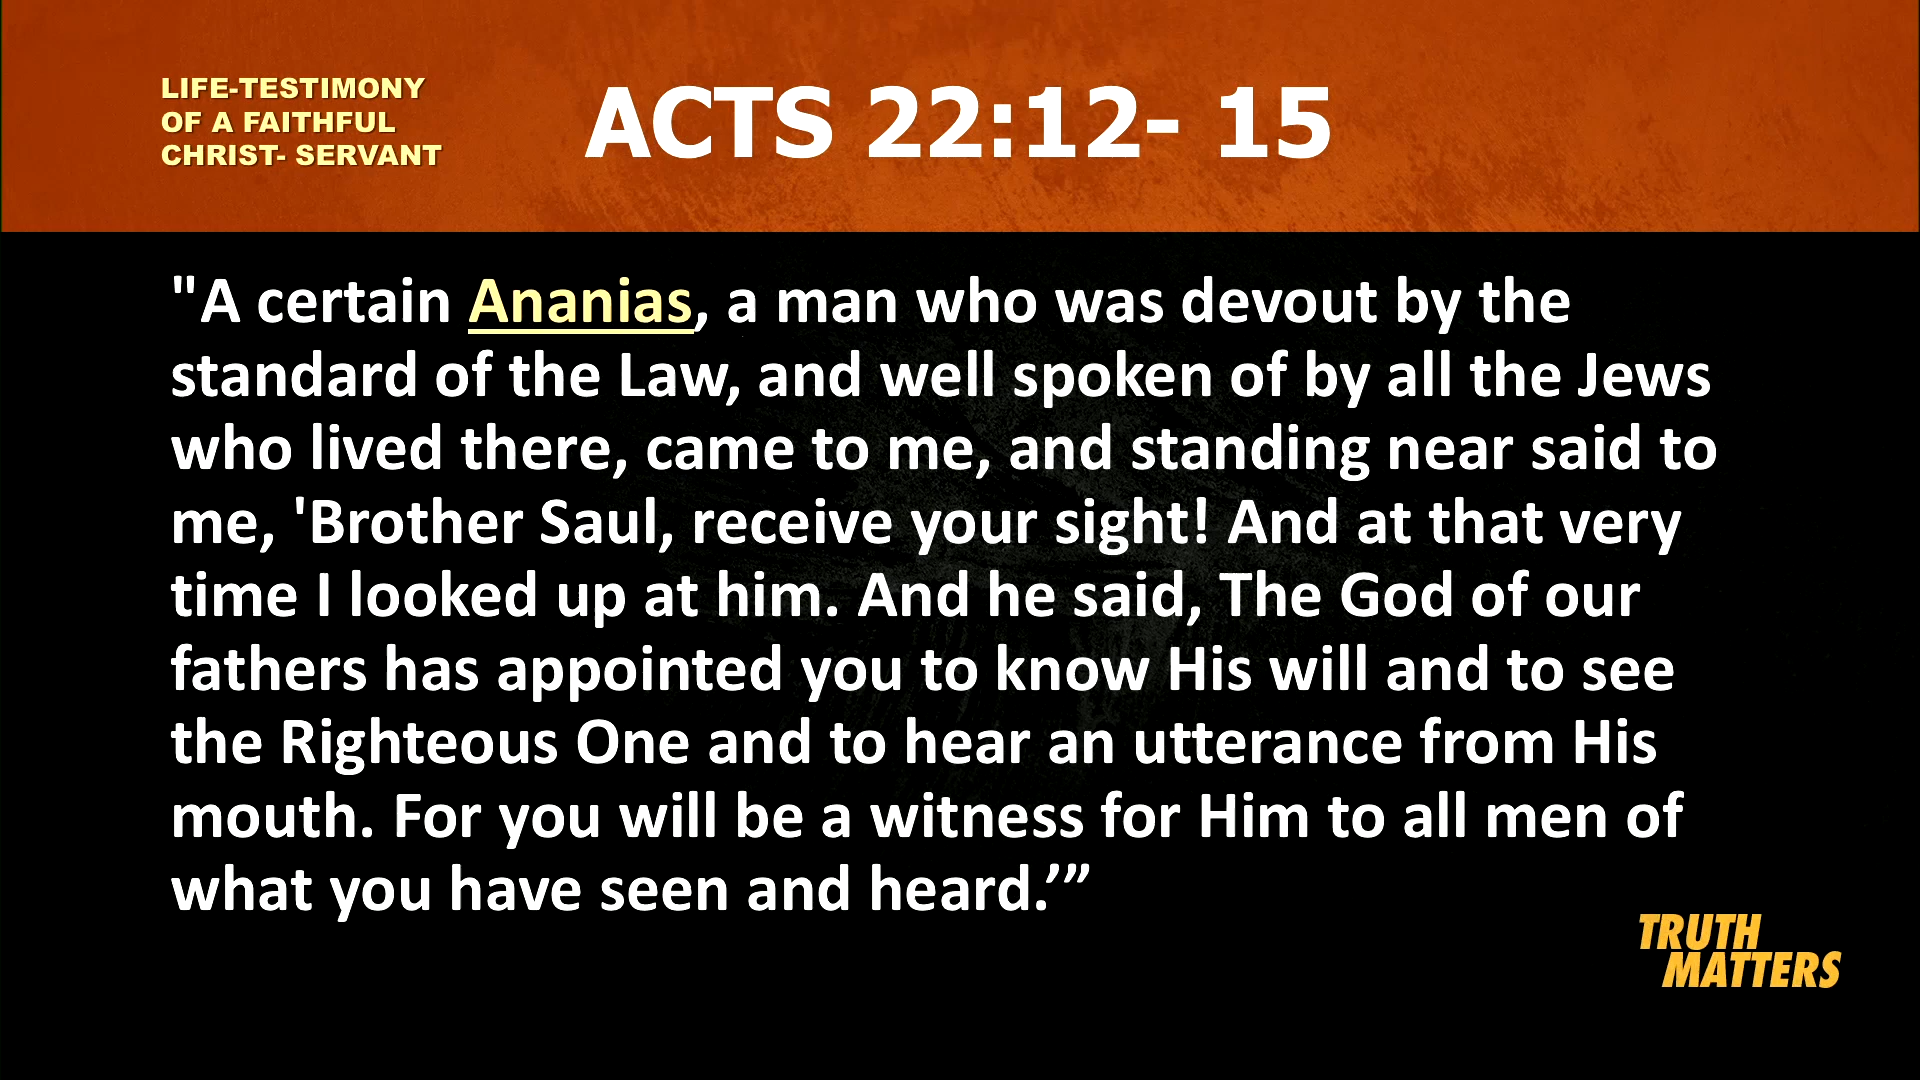 LIFE-TESTIMONY
OF A FAITHFUL
CHRIST- SERVANT
ACTS 22:12- 15
"A certain Ananias, a man who was devout by the
standard of the Law, and well spoken of by all the Jews
who lived there, came to me, and standing near said to
me, 'Brother Saul, receive your sight! And at that very
time I looked up at him. And he said, The God of our
fathers has appointed you to know His will and to see
the Righteous One and to hear an utterance from His
mouth. For you will be a witness for Him to all men of
what you have seen and heard.’”
TRUTH
MATTERS